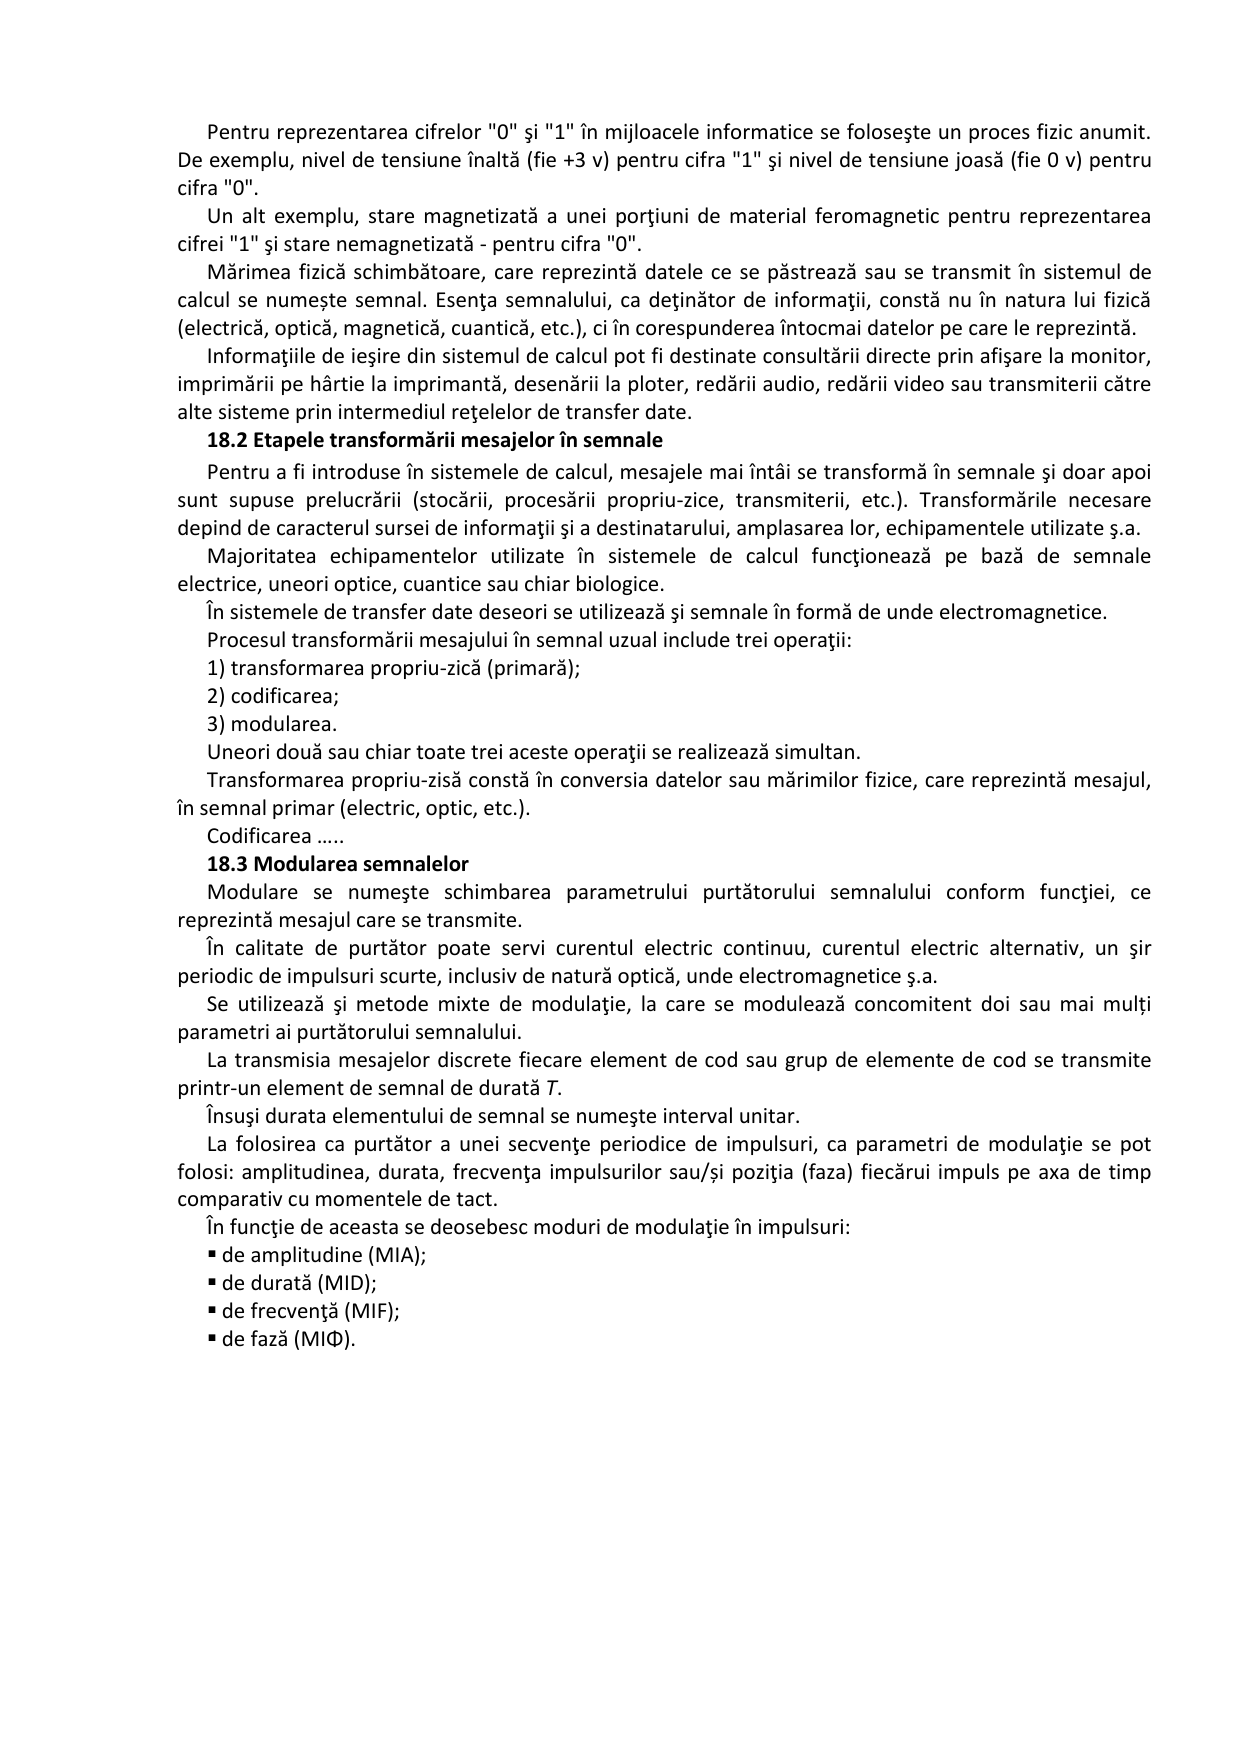 Pentru reprezentarea cifrelor "0" şi "1" în mijloacele informatice se foloseşte un proces fizic anumit.
De exemplu, nivel de tensiune înaltă (fie +3 v) pentru cifra "1" şi nivel de tensiune joasă (fie 0 v) pentru
cifra "0".
Un alt exemplu, stare magnetizată a unei porţiuni de material feromagnetic pentru reprezentarea
cifrei "1" şi stare nemagnetizată - pentru cifra "0".
Mărimea fizică schimbătoare, care reprezintă datele ce se păstrează sau se transmit în sistemul de
calcul se numește semnal. Esenţa semnalului, ca deţinător de informaţii, constă nu în natura lui fizică
(electrică, optică, magnetică, cuantică, etc.), ci în corespunderea întocmai datelor pe care le reprezintă.
Informaţiile de ieşire din sistemul de calcul pot fi destinate consultării directe prin afişare la monitor,
imprimării pe hârtie la imprimantă, desenării la ploter, redării audio, redării video sau transmiterii către
alte sisteme prin intermediul reţelelor de transfer date.
18.2 Etapele transformării mesajelor în semnale
Pentru a fi introduse în sistemele de calcul, mesajele mai întâi se transformă în semnale şi doar apoi
sunt supuse prelucrării (stocării, procesării propriu-zice, transmiterii, etc.). Transformările necesare
depind de caracterul sursei de informaţii şi a destinatarului, amplasarea lor, echipamentele utilizate ş.a.
Majoritatea echipamentelor utilizate în sistemele de calcul funcţionează pe bază de semnale
electrice, uneori optice, cuantice sau chiar biologice.
În sistemele de transfer date deseori se utilizează şi semnale în formă de unde electromagnetice.
Procesul transformării mesajului în semnal uzual include trei operaţii:
1) transformarea propriu-zică (primară);
2) codificarea;
3) modularea.
Uneori două sau chiar toate trei aceste operaţii se realizează simultan.
Transformarea propriu-zisă constă în conversia datelor sau mărimilor fizice, care reprezintă mesajul,
în semnal primar (electric, optic, etc.).
Codificarea …..
18.3 Modularea semnalelor
Modulare se numeşte schimbarea parametrului purtătorului semnalului conform funcţiei, ce
reprezintă mesajul care se transmite.
În calitate de purtător poate servi curentul electric continuu, curentul electric alternativ, un şir
periodic de impulsuri scurte, inclusiv de natură optică, unde electromagnetice ş.a.
Se utilizează şi metode mixte de modulaţie, la care se modulează concomitent doi sau mai mulți
parametri ai purtătorului semnalului.
La transmisia mesajelor discrete fiecare element de cod sau grup de elemente de cod se transmite
printr-un element de semnal de durată T.
Însuşi durata elementului de semnal se numeşte interval unitar.
La folosirea ca purtător a unei secvenţe periodice de impulsuri, ca parametri de modulaţie se pot
folosi: amplitudinea, durata, frecvenţa impulsurilor sau/și poziţia (faza) fiecărui impuls pe axa de timp
comparativ cu momentele de tact.
În funcţie de aceasta se deosebesc moduri de modulaţie în impulsuri:
▪ de amplitudine (MIA);
▪ de durată (MID);
▪ de frecvenţă (MIF);
▪ de fază (MIΦ).